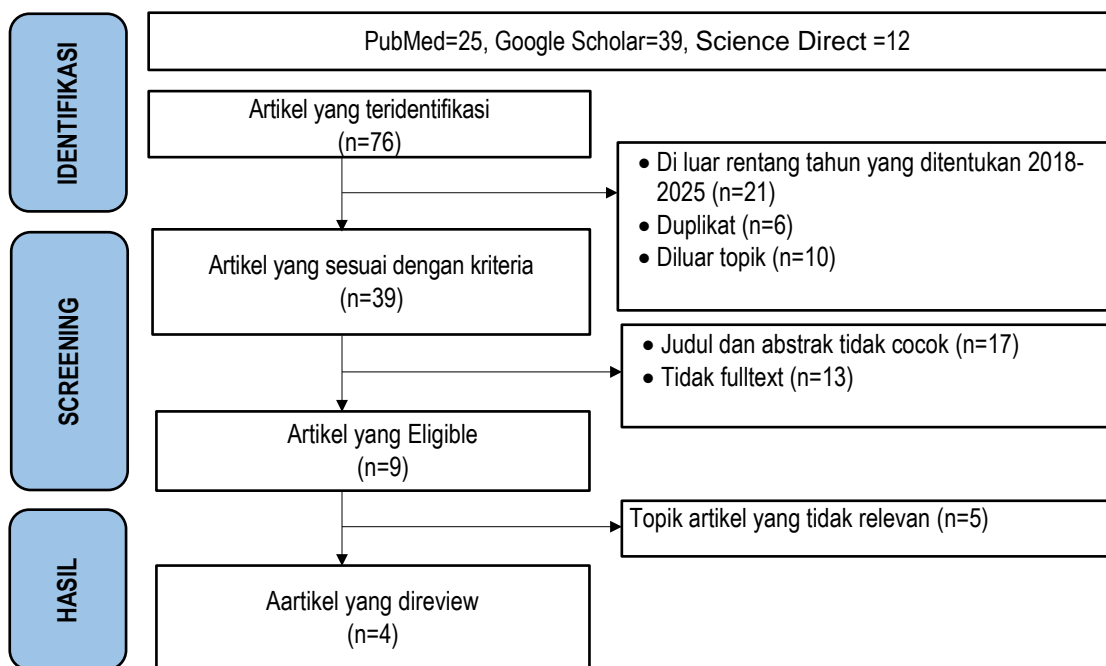 IDENTIFIKASI
PubMed=25, Google Scholar=39, Science Direct =12
Artikel yang teridentifikasi
(n=76)
• Di luar rentang tahun yang ditentukan 2018-
2025 (n=21)
• Duplikat (n=6)
• Diluar topik (n=10)
SCREENING
Artikel yang sesuai dengan kriteria
(n=39)
• Judul dan abstrak tidak cocok (n=17)
• Tidak fulltext (n=13)
Artikel yang Eligible
(n=9)
HASIL
Topik artikel yang tidak relevan (n=5)
Aartikel yang direview
(n=4)